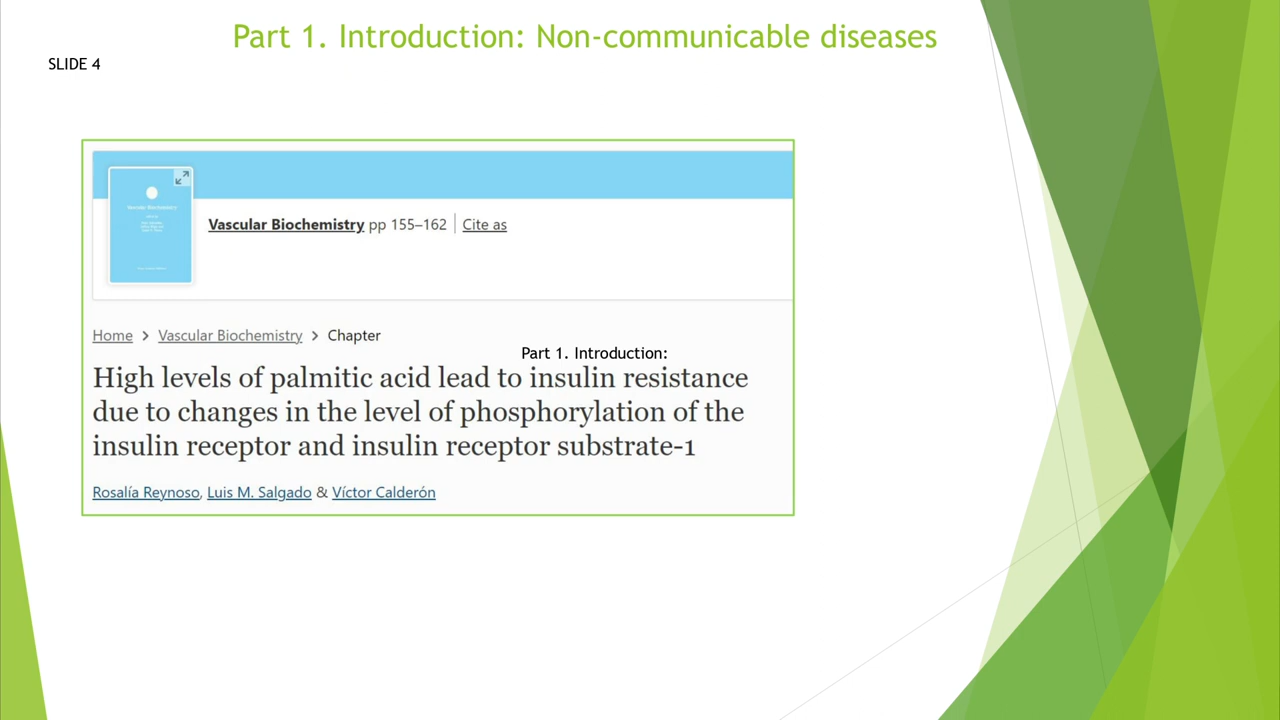 Part 1. Introduction: Non-communicable diseases
SLIDE 4
Vascular Biochemistry pp 155–162 Cite as
Home > Vascular Biochemistry > Chapter
Part 1. Introduction:
High levels of palmitic acid lead to insulin resistance
due to changes in the level of phosphorylation of the
insulin receptor and insulin receptor substrate-1
Rosalía Reynoso, Luis M. Salgado & Víctor Calderón